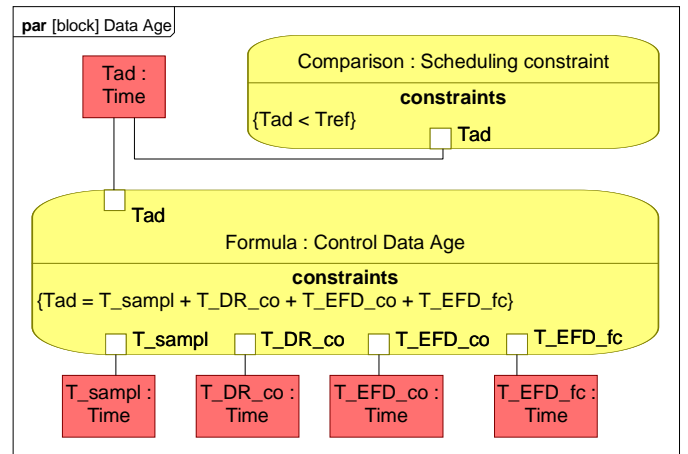 par [block] Data Age
Tad :
Time
Comparison : Scheduling constraint
constraints
{Tad < Tref}
Tad
Tad
Formula : Control Data Age
constraints
{Tad = T_sampl + T_DR_co + T_EFD_co + T_EFD_fc}
T_sampl T_DR_co T_EFD_co T_EFD_fc
T_sampl : T_DR_co : T_EFD_co : T_EFD_fc :
Time Time Time Time